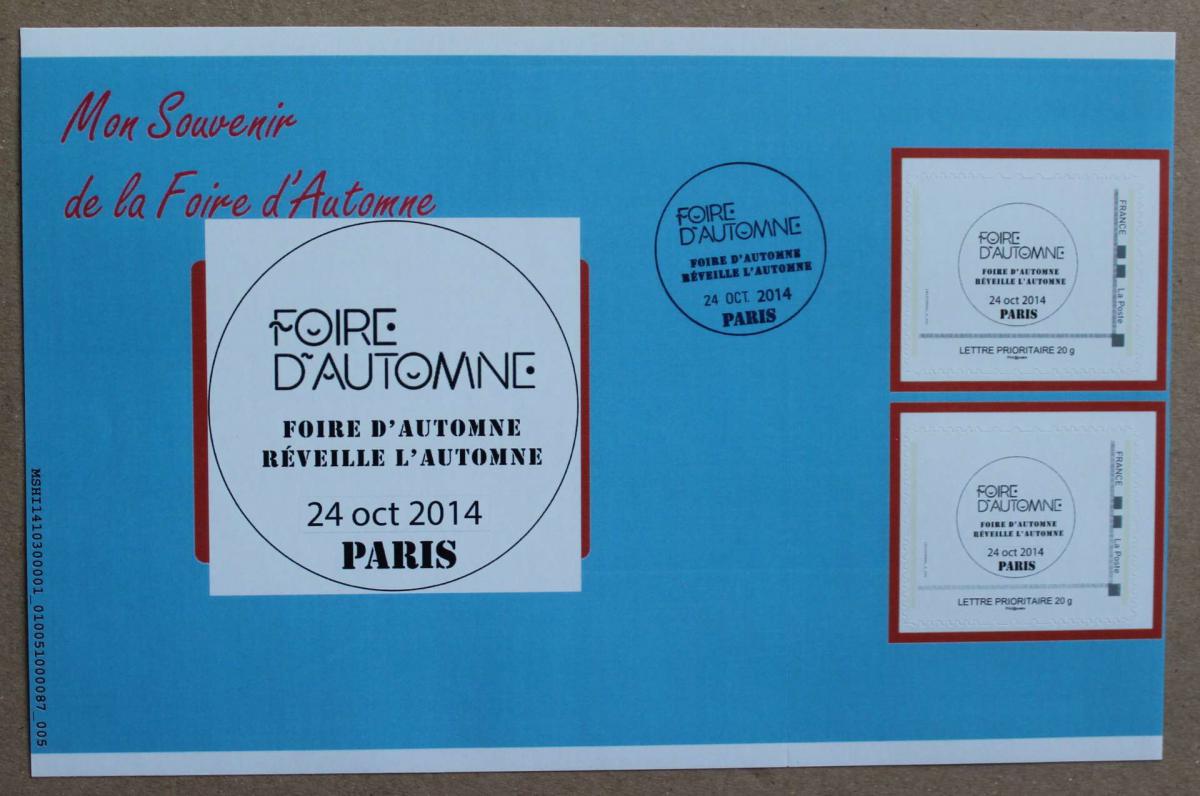 Mon Souvenir
de la Foire d'Automne
FOIRE
D'AUTOMNE
FOIRE D'AUTOMNE
RÉVEILLE L'AUTOMNE
24 oct 2014
PARIS
FOIRE
D'AUTOMNE
FOIRE D'AUTOMNE
RÉVEILLE L'AUTOMNE
24 OCT. 2014
PARIS
FOIRE
D'AUTOMNE
FOIRE D'AUTOMNE
RÉVEILLE L'AUTOMNE
24 oct 2014
PARIS
FRANCE
La Poste
LETTRE PRIORITAIRE 20 g
FOIRE
D'AUTOMNE
FOIRE D'AUTOMNE
RÉVEILLE L'AUTOMNE
24 oct 2014
PARIS
FRANCE
La Poste
LETTRE PRIORITAIRE 20 g
MSHI1410300001_010051000087_005